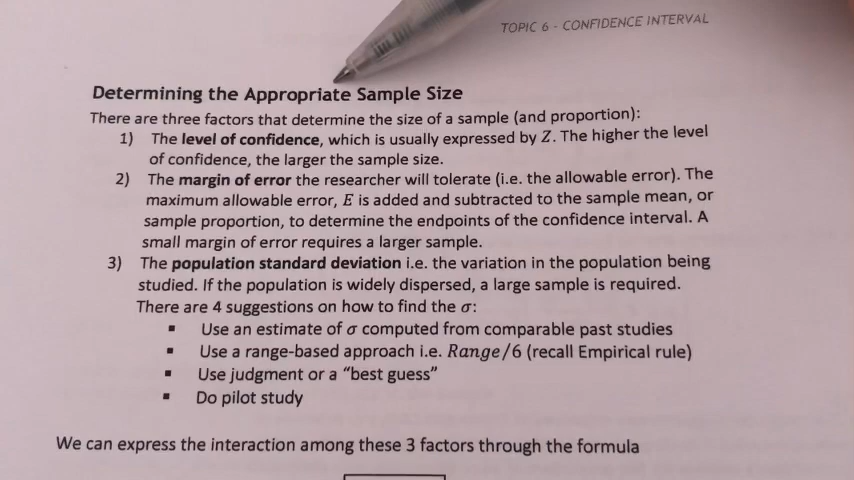 TOPIC 6 - CONFIDENCE INTERVAL
Determining the Appropriate Sample Size
There are three factors that determine the size of a sample (and proportion):
1) The level of confidence, which is usually expressed by Z. The higher the level
of confidence, the larger the sample size.
2) The margin of error the researcher will tolerate (i.e. the allowable error). The
maximum allowable error, E is added and subtracted to the sample mean, or
sample proportion, to determine the endpoints of the confidence interval. A
small margin of error requires a larger sample.
3) The population standard deviation i.e. the variation in the population being
studied. If the population is widely dispersed, a large sample is required.
There are 4 suggestions on how to find the σ:
▪ Use an estimate of σ computed from comparable past studies
▪ Use a range-based approach i.e. Range/6 (recall Empirical rule)
▪ Use judgment or a “best guess”
▪ Do pilot study
We can express the interaction among these 3 factors through the formula